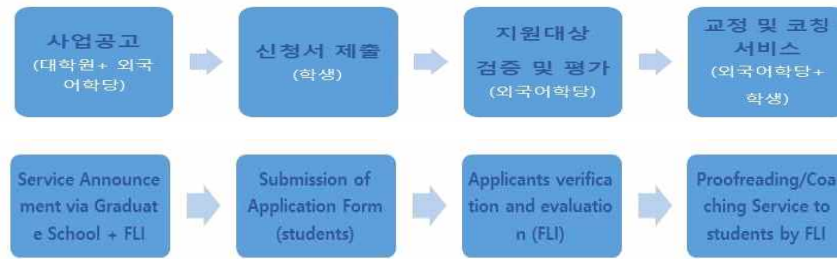 사업공고
(대학원+ 외국
어학당)
신청서 제출
(학생)
지원대상
검증 및 평가
(외국어학당)
교정 및 코칭
서비스
(외국어학당+
학생)
Service Announce
ment via Graduat
e School + FLI
Submission of
Application Form
(students)
Applicants verifica
tion and evaluatio
n (FLI)
Proofreading/Coa
ching Service to
students by FLI